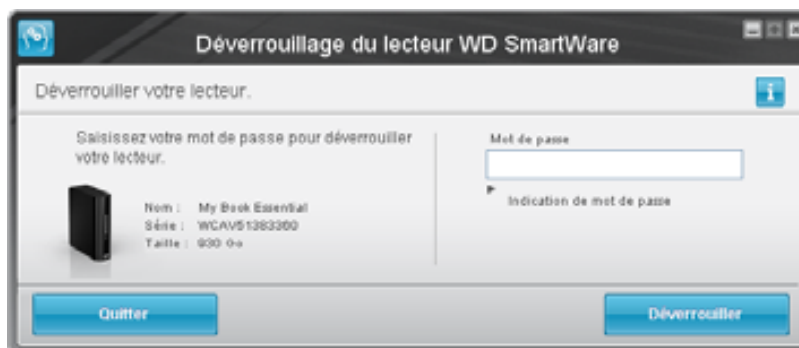 Déverrouillage du lecteur WD SmartWare
Déverrouiller votre lecteur.
Saisissez votre mot de passe pour déverrouiller
votre lecteur.
Nom : My Book Essential
Série : WCAV51383360
Taille : 930 Go
Mot de passe
Indication de mot de passe
Quitter
Déverrouiller